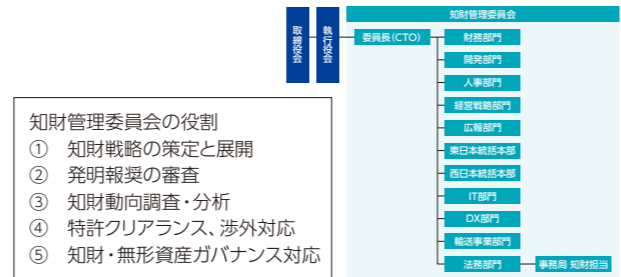 知財管理委員会
取締役会
執行役会
委員長(CTO)
財務部門
開発部門
人事部門
経営戦略部門
広報部門
東日本統括本部
西日本統括本部
IT部門
DX部門
輸送事業部門
法務部門
事務局 知財担当
知財管理委員会の役割
① 知財戦略の策定と展開
② 発明報奨の審査
③ 知財動向調査・分析
④ 特許クリアランス、渉外対応
⑤ 知財・無形資産ガバナンス対応